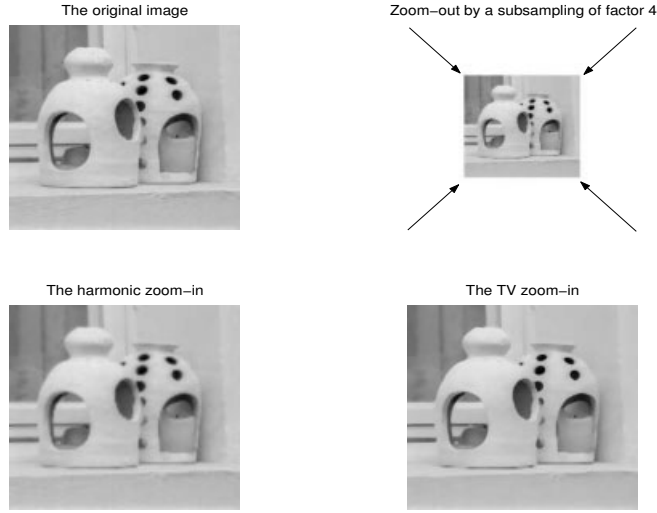 The original image
Zoom−out by a subsampling of factor 4
The harmonic zoom−in
The TV zoom−in